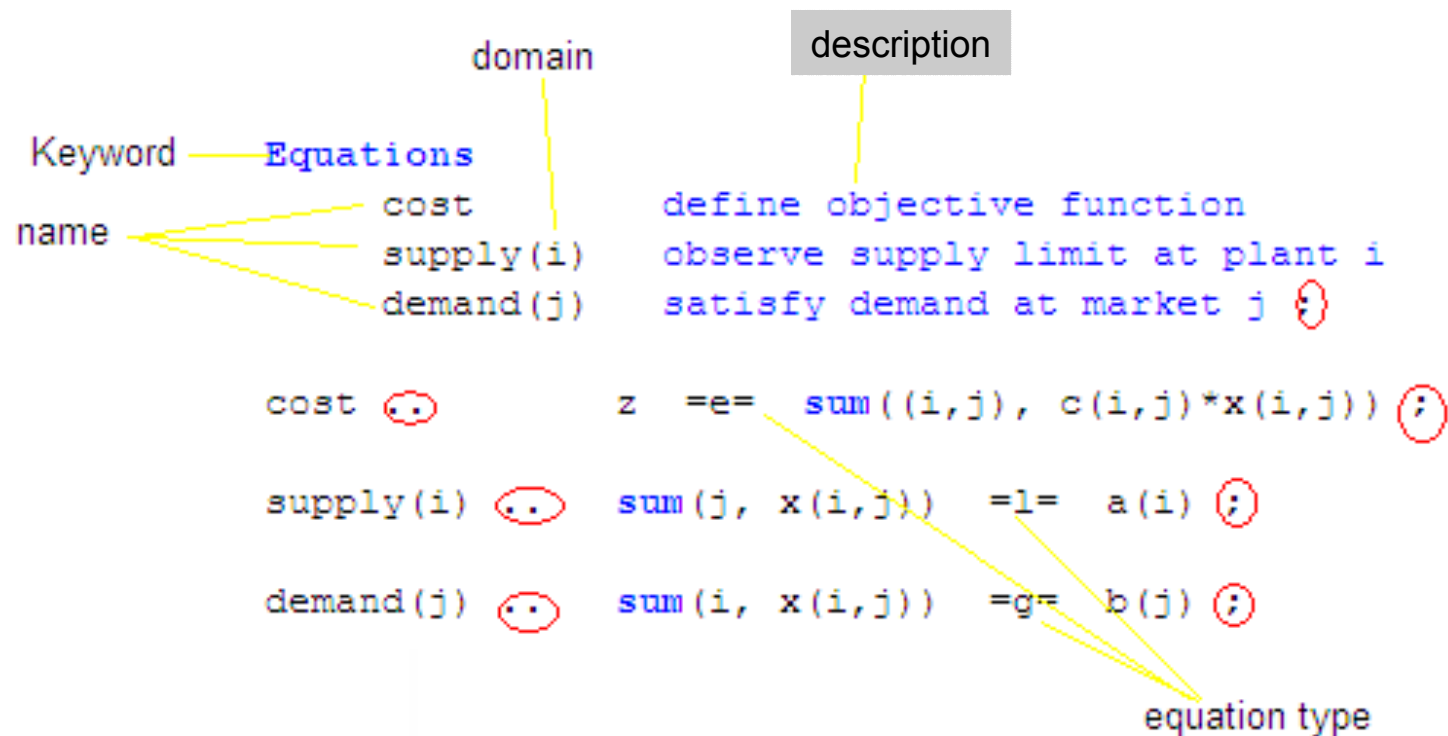 domain
description
Keyword
Equations
name
cost define objective function
supply(i) observe supply limit at plant i
demand(j) satisfy demand at market j ;
cost .. z =e= sum((i,j), c(i,j)*x(i,j)) ;
supply(i) .. sum(j, x(i,j)) =l= a(i) ;
demand(j) .. sum(i, x(i,j)) =g= b(j) ;
equation type